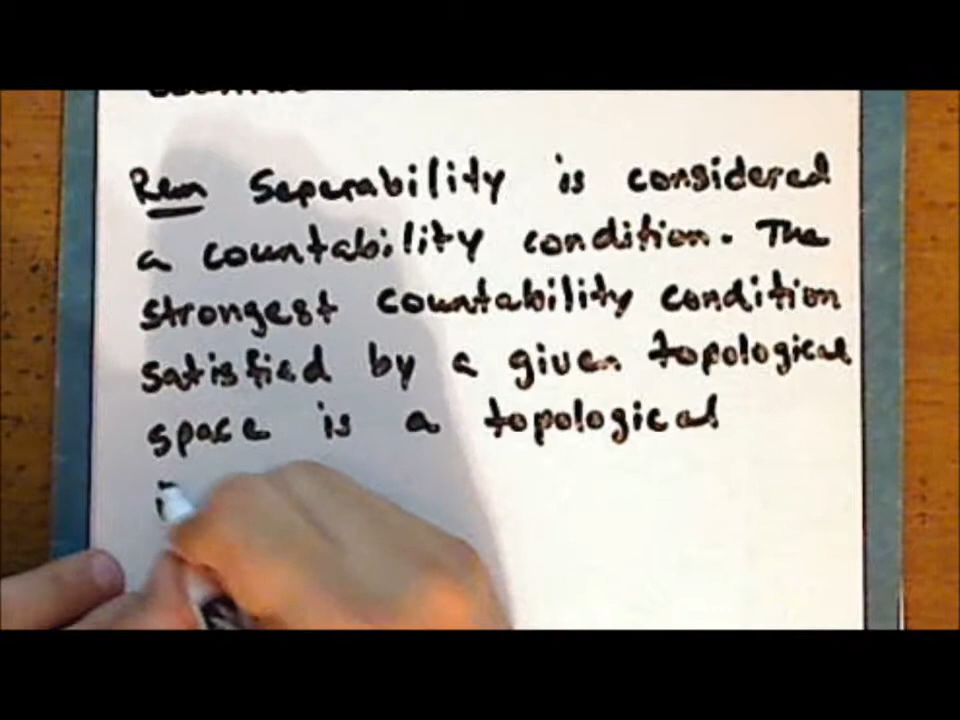 Rem Seperability is considered
a countability condition. The
strongest countability condition
satisfied by a given topological
space is a topological